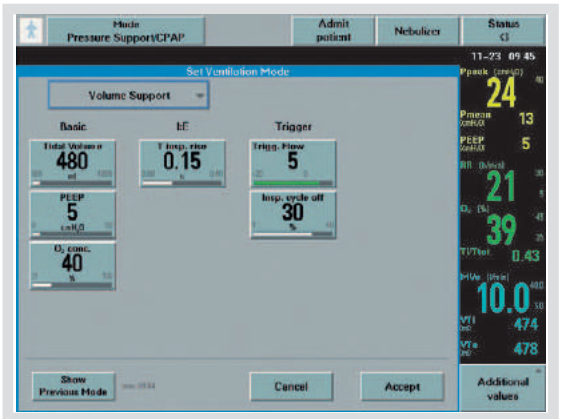 Mode
Pressure Support/CPAP
Admit
patient
Nebulizer
Status
11-23 09 45
Set Ventilation Mode
Volume Support
Basic
I:E
Trigger
Tidal Volume
480
ml
T insp. rise
0.15
s
Trigg. Flow
5
PEEP
5
cmH₂O
Insp. cycle off
30
%
O₂ conc.
40
%
Show
Previous Mode
Cancel
Accept
Ppeak (cmH₂O)
24
40
Pmean
13
PEEP
5
RR
21
O₂ (%)
39
Ti/Ttot
0.43
MVe
10.0
VTi
474
VTe
478
Additional
values